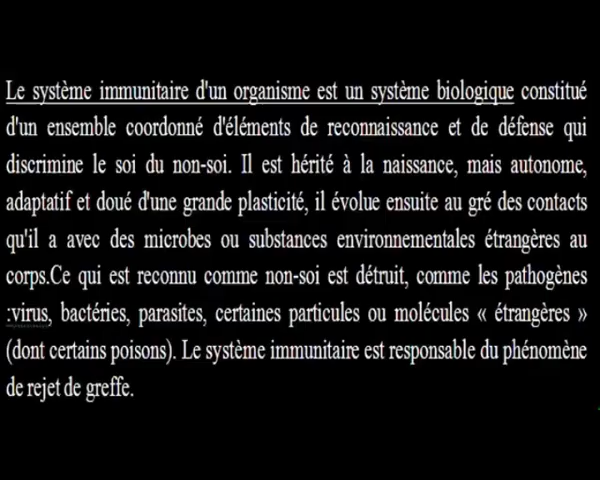 Le système immunitaire d'un organisme est un système biologique constitué
d'un ensemble coordonné d'éléments de reconnaissance et de défense qui
discrimine le soi du non-soi. Il est hérité à la naissance, mais autonome,
adaptatif et doué d'une grande plasticité, il évolue ensuite au gré des contacts
qu'il a avec des microbes ou substances environnementales étrangères au
corps.Ce qui est reconnu comme non-soi est détruit, comme les pathogènes
:virus, bactéries, parasites, certaines particules ou molécules « étrangères »
(dont certains poisons). Le système immunitaire est responsable du phénomène
de rejet de greffe.